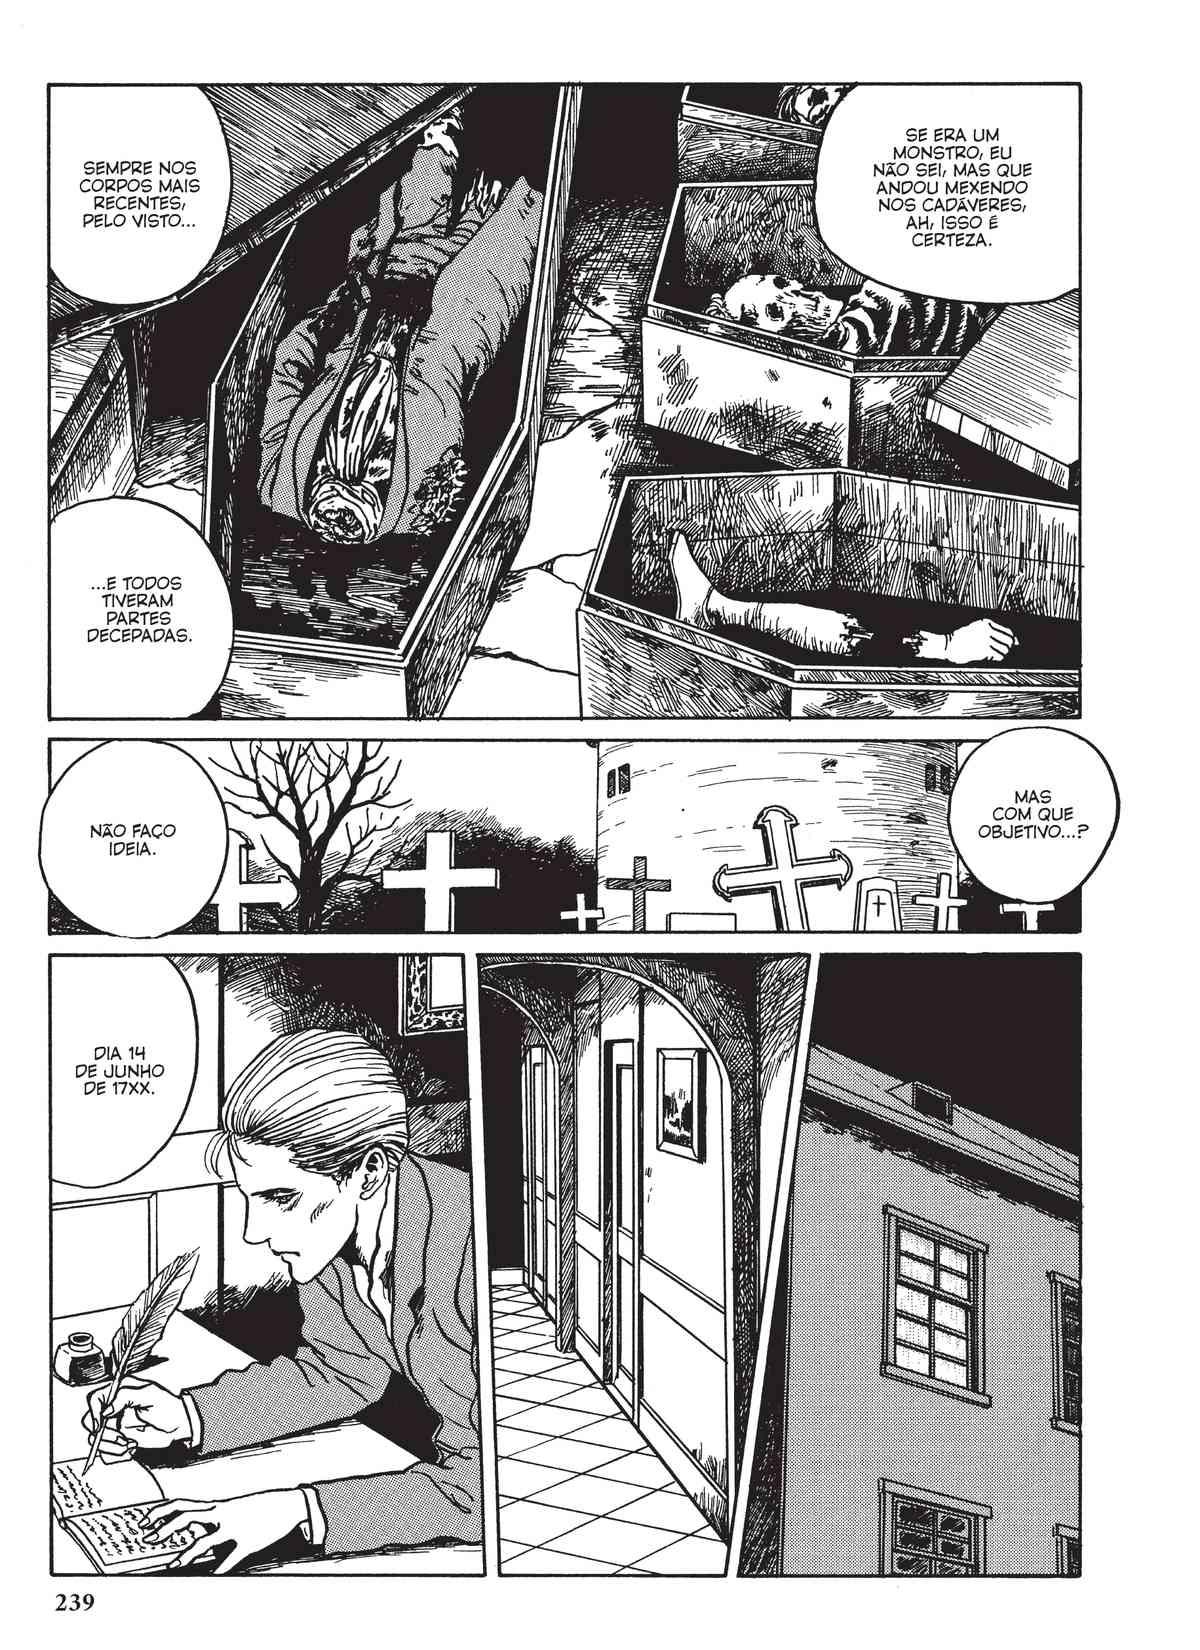 SE ERA UM
MONSTRO, EU
NÃO SEI, MAS QUE
ANDOU MEXENDO
NOS CADÁVERES,
AH, ISSO É
CERTEZA.
SEMPRE NOS
CORPOS MAIS
RECENTES,
PELO VISTO...
...E TODOS
TIVERAM
PARTES
DECEPADAS.
MAS
COM QUE
OBJETIVO...?
NÃO FAÇO
IDEIA.
DIA 14
DE JUNHO
DE 17XX.
239